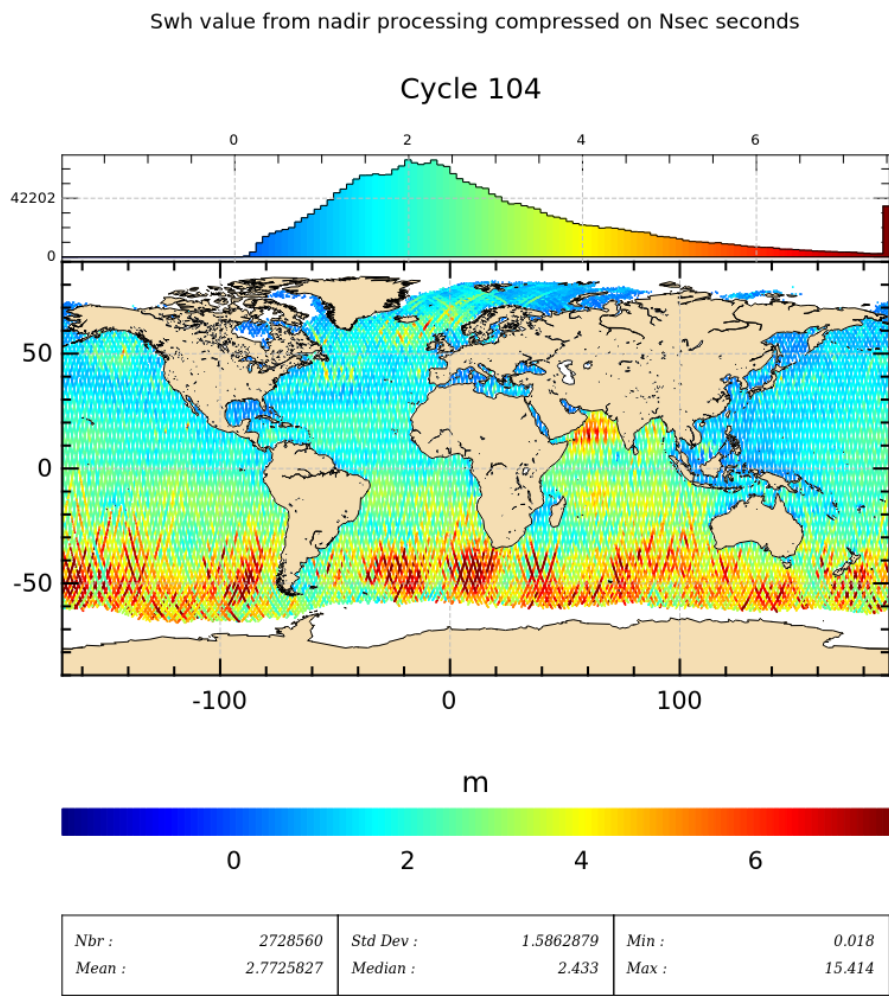 Swh value from nadir processing compressed on Nsec seconds
Cycle 104
0 2 4 6
42202
0
50
0
-50
-100 0 100
m
0 2 4 6
Nbr : 2728560 Std Dev : 1.5862879 Min : 0.018
Mean : 2.7725827 Median : 2.433 Max : 15.414